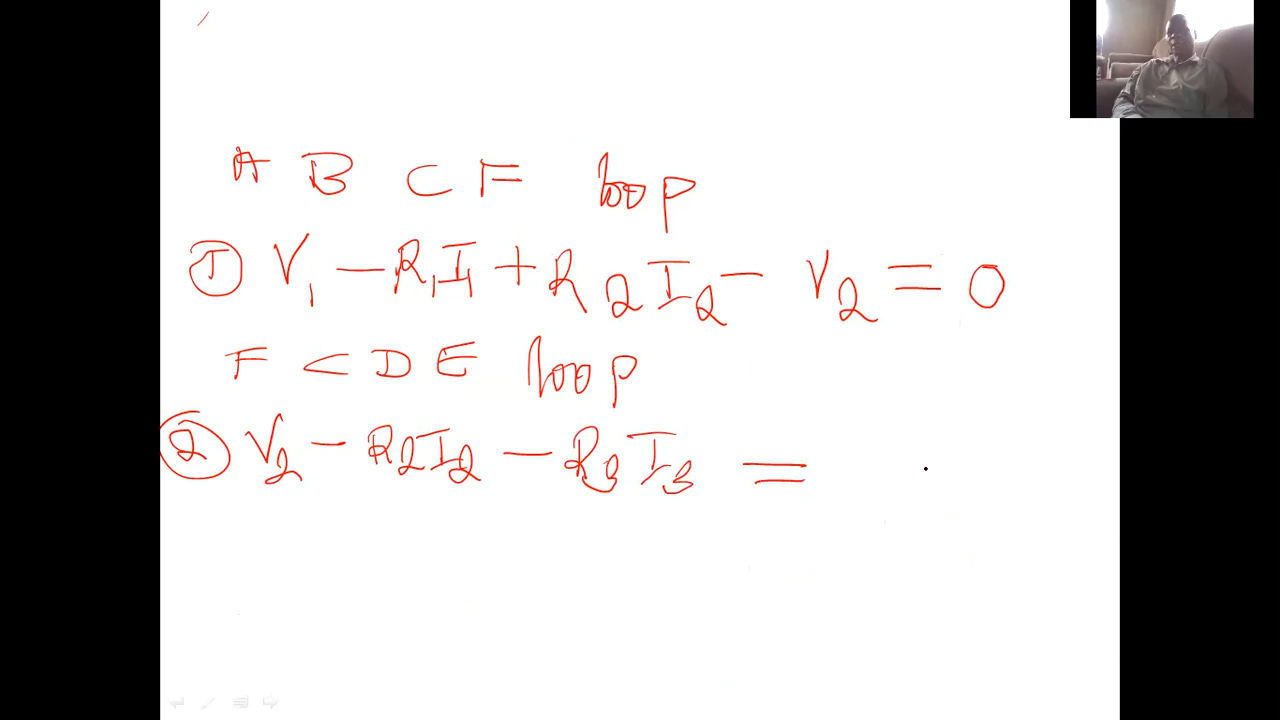 A B C F loop
① V₁ – R₁I₁ + R₂I₂ – V₂ = 0
F C D E loop
② V₂ – R₂I₂ – R₃I₃ =